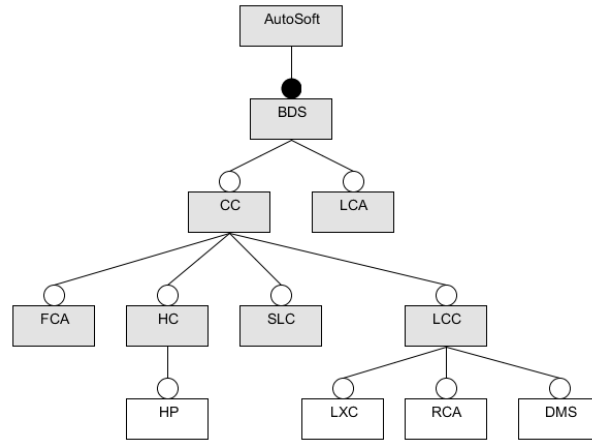 AutoSoft
BDS
CC
LCA
FCA
HC
SLC
LCC
HP
LXC
RCA
DMS